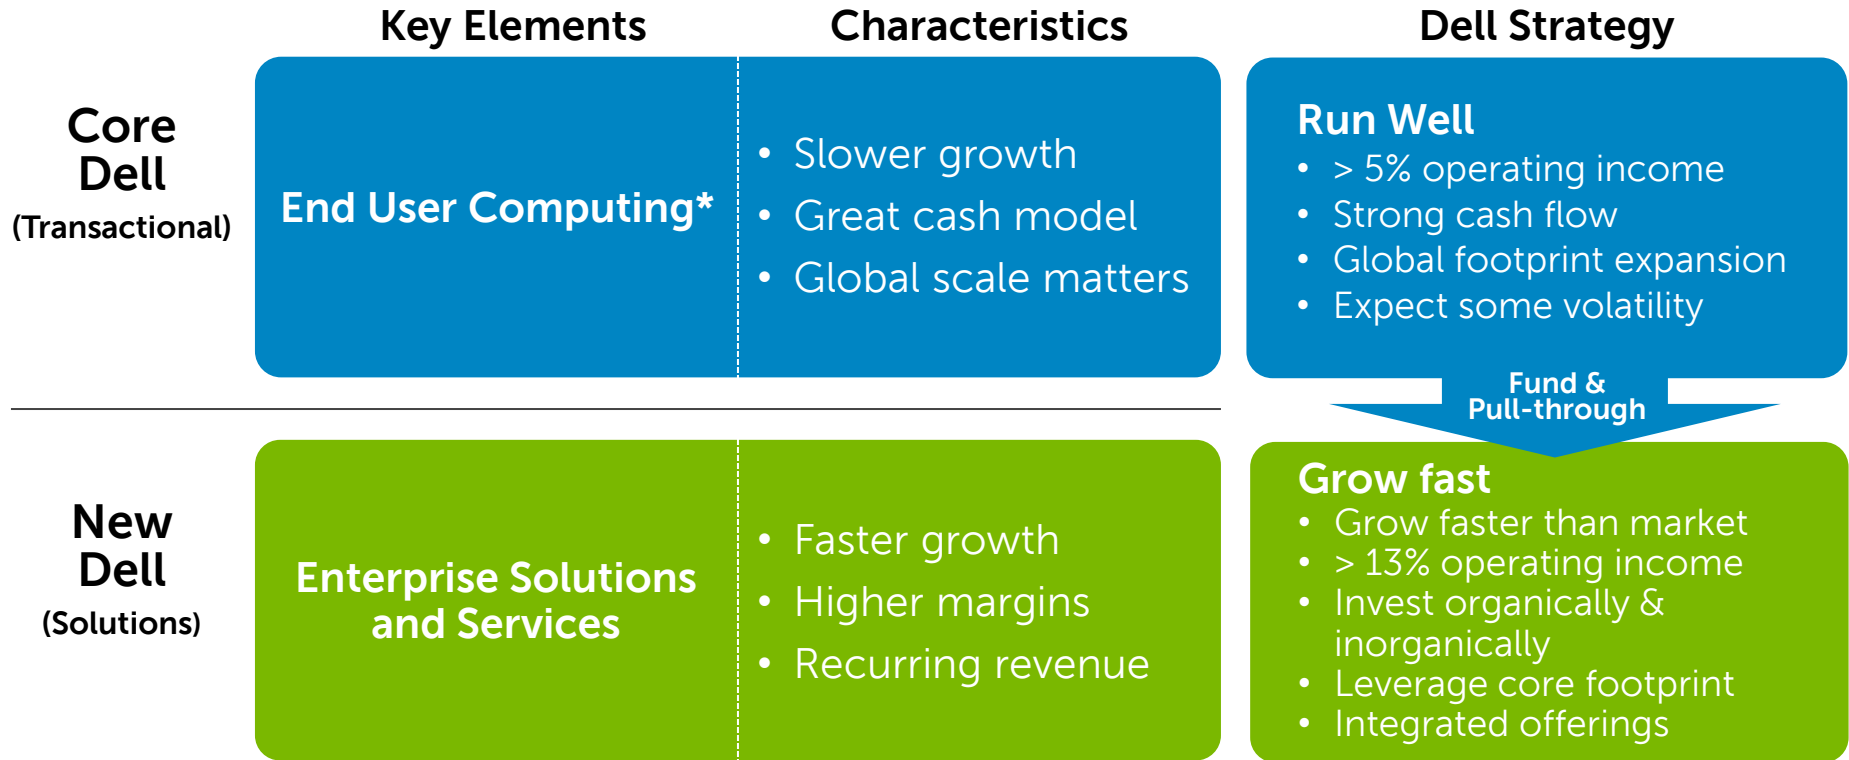 Key Elements
Characteristics
Dell Strategy
Core
Dell
(Transactional)
End User Computing*
• Slower growth
• Great cash model
• Global scale matters
Run Well
• > 5% operating income
• Strong cash flow
• Global footprint expansion
• Expect some volatility
Fund &
Pull-through
New
Dell
(Solutions)
Enterprise Solutions
and Services
• Faster growth
• Higher margins
• Recurring revenue
Grow fast
• Grow faster than market
• > 13% operating income
• Invest organically &
inorganically
• Leverage core footprint
• Integrated offerings